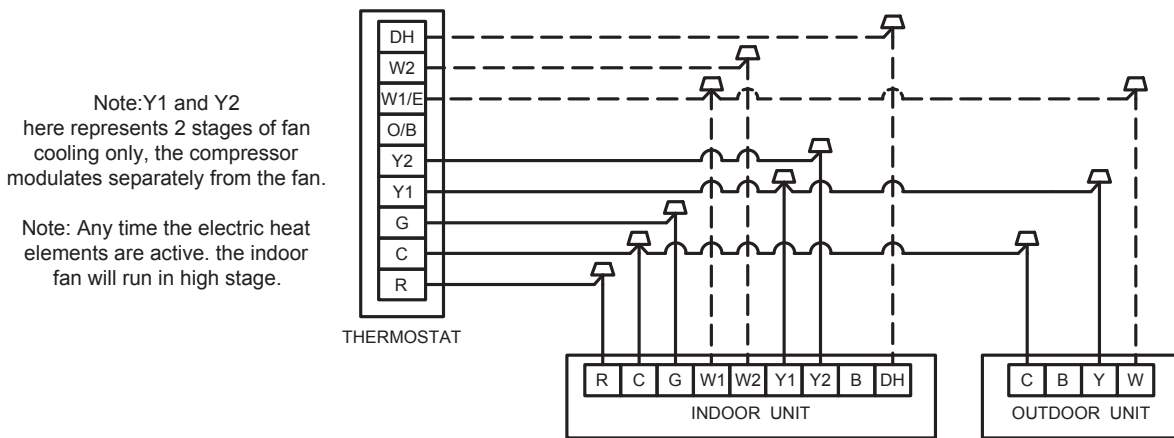 Note:Y1 and Y2
here represents 2 stages of fan
cooling only, the compressor
modulates separately from the fan.
Note: Any time the electric heat
elements are active. the indoor
fan will run in high stage.
DH
W2
W1/E
O/B
Y2
Y1
G
C
R
THERMOSTAT
R C G W1 W2 Y1 Y2 B DH
INDOOR UNIT
C B Y W
OUTDOOR UNIT